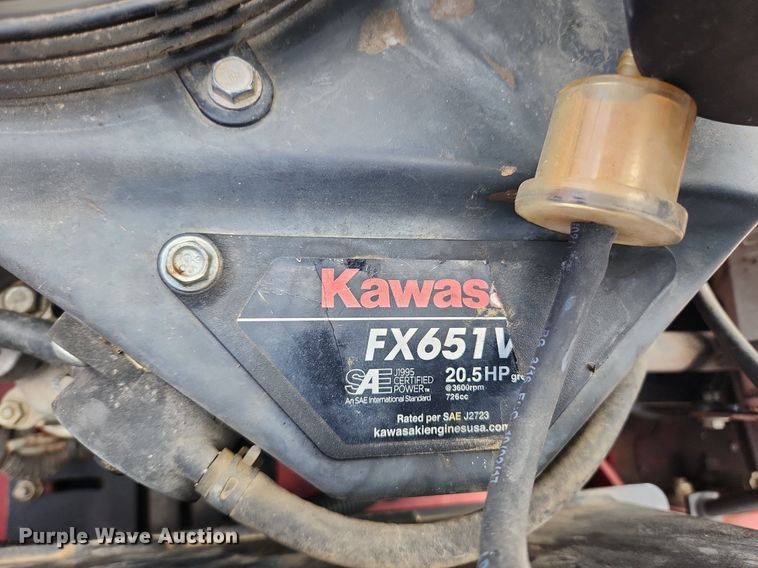 Kawas
FX651V
SAE J1995 CERTIFIED POWER™
An SAE International Standard
20.5HP
@3600rpm
726cc
Rated per SAE J2723
kawasakienginesusa.com
Purple Wave Auction